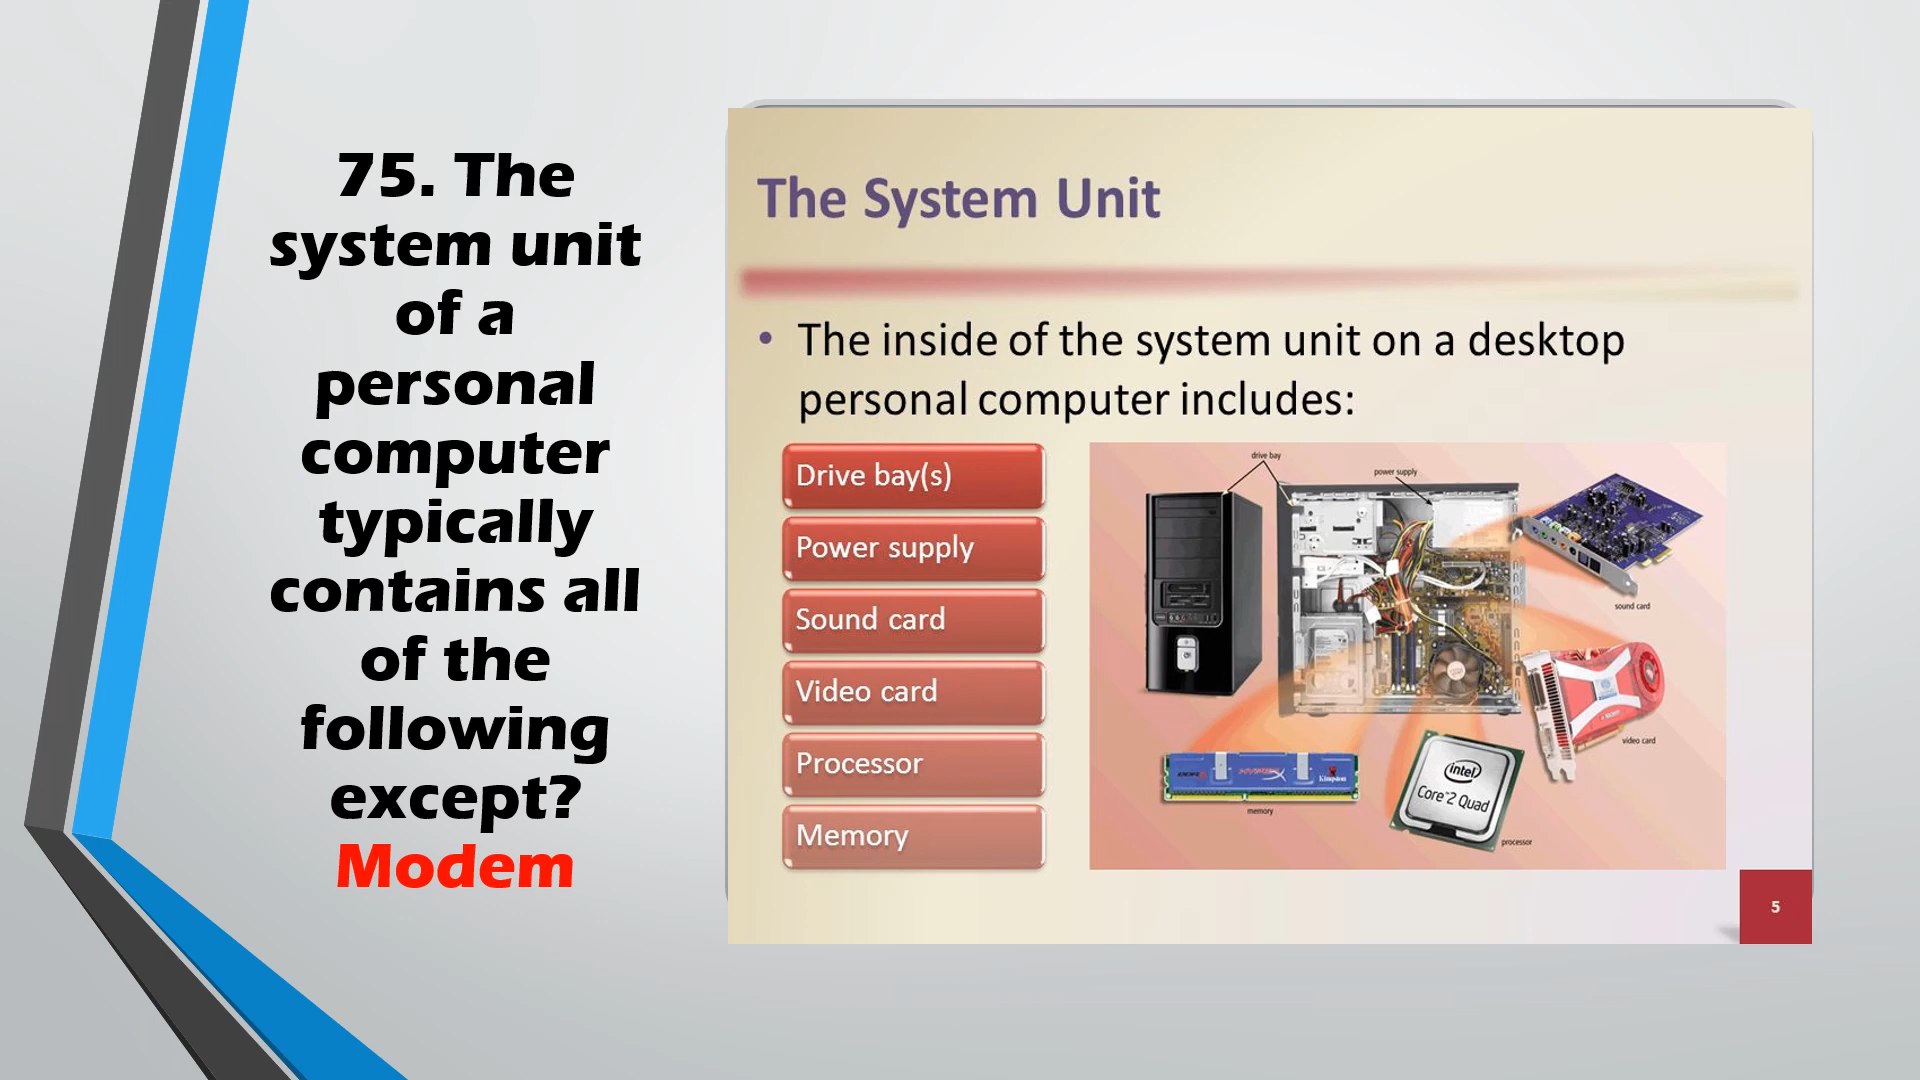 75. The
system unit
of a
personal
computer
typically
contains all
of the
following
except?
Modem
The System Unit
• The inside of the system unit on a desktop
personal computer includes:
Drive bay(s)
Power supply
Sound card
Video card
Processor
Memory
drive bay
power supply
sound card
video card
Kingston
memory
intel
Core™2 Quad
processor
5